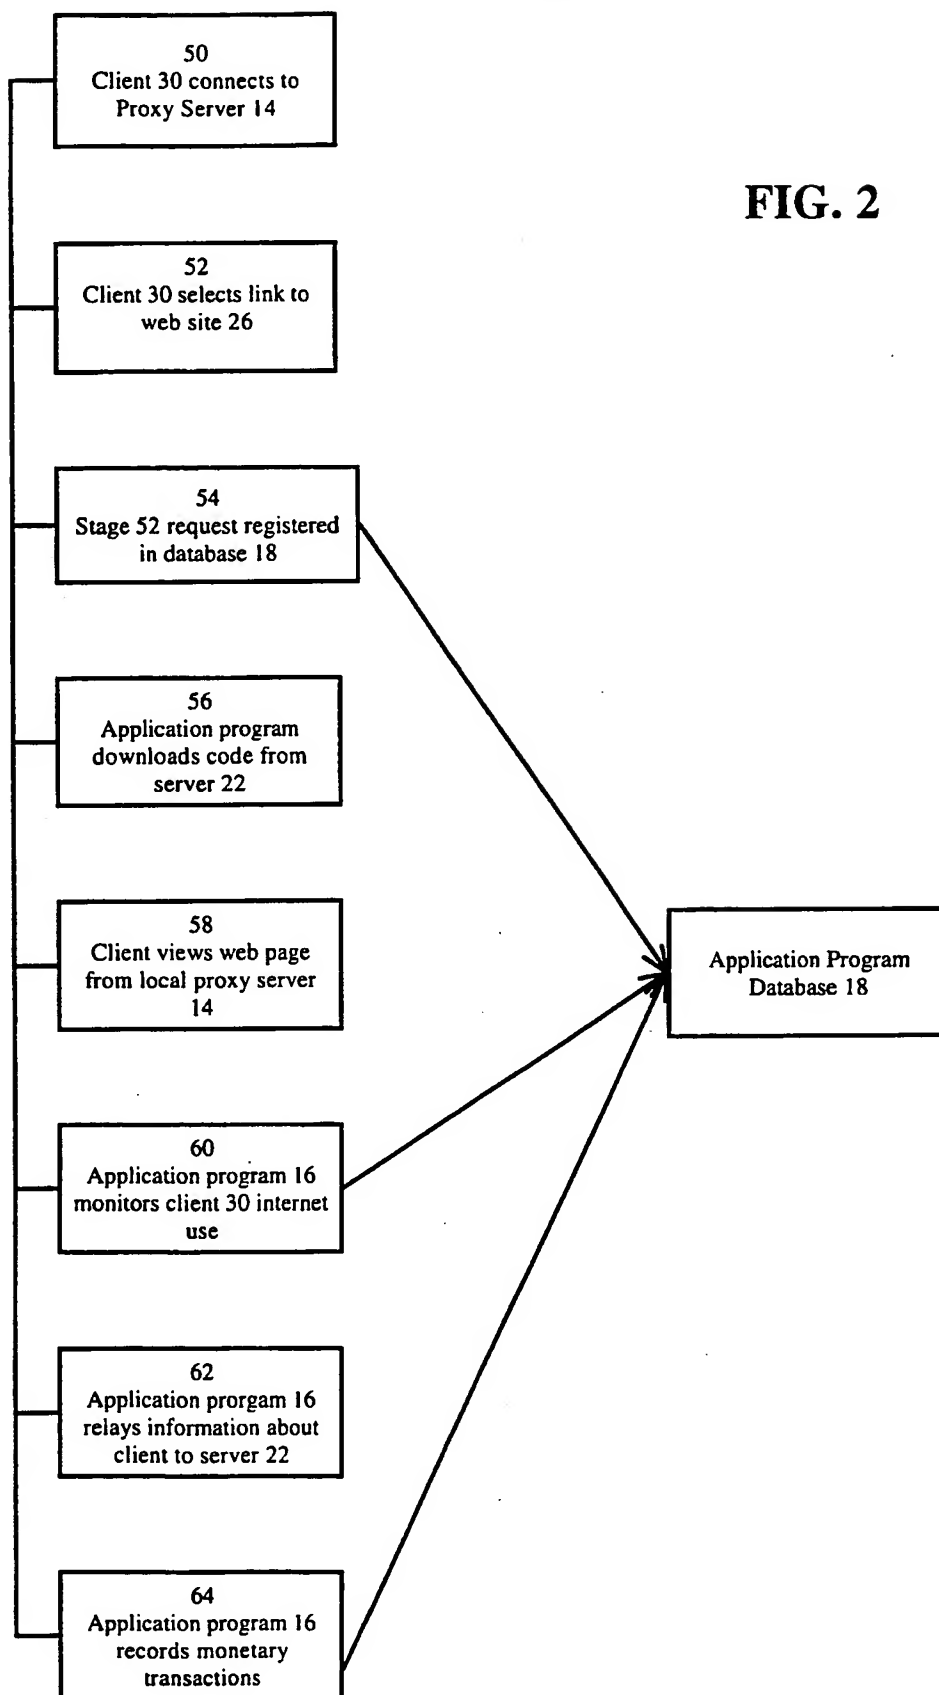 50
Client 30 connects to
Proxy Server 14
FIG. 2
52
Client 30 selects link to
web site 26
54
Stage 52 request registered
in database 18
56
Application program
downloads code from
server 22
58
Client views web page
from local proxy server
14
Application Program
Database 18
60
Application program 16
monitors client 30 internet
use
62
Application prorgam 16
relays information about
client to server 22
64
Application program 16
records monetary
transactions